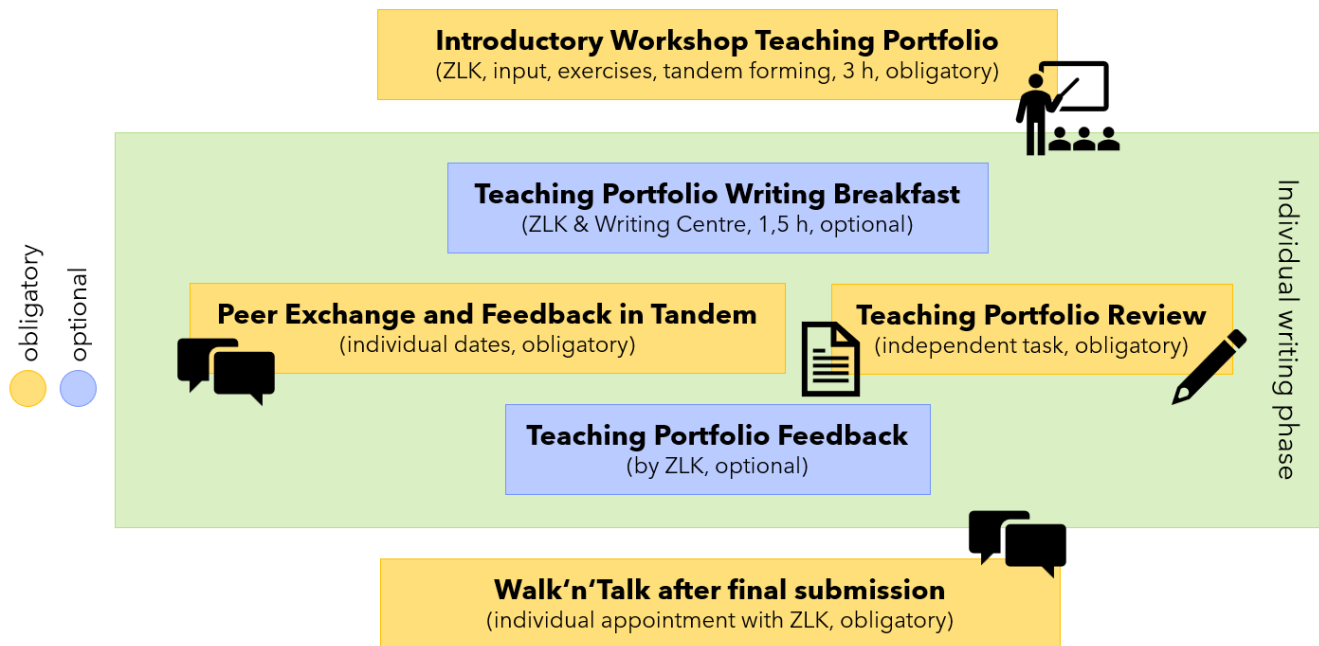 Introductory Workshop Teaching Portfolio
(ZLK, input, exercises, tandem forming, 3 h, obligatory)
Teaching Portfolio Writing Breakfast
(ZLK & Writing Centre, 1,5 h, optional)
Peer Exchange and Feedback in Tandem
(individual dates, obligatory)
Teaching Portfolio Review
(independent task, obligatory)
Teaching Portfolio Feedback
(by ZLK, optional)
Individual writing phase
obligatory
optional
Walk‘n‘Talk after final submission
(individual appointment with ZLK, obligatory)